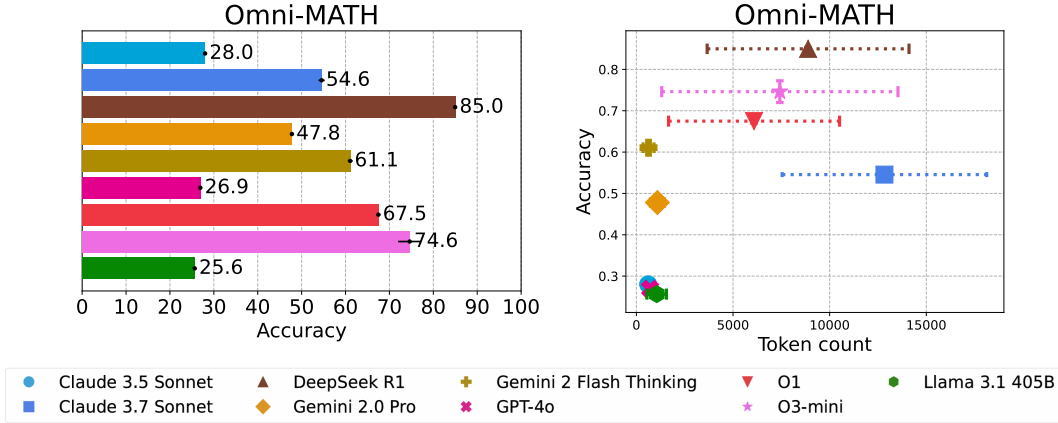 Omni-MATH
28.0
54.6
85.0
47.8
61.1
26.9
67.5
74.6
25.6
0 10 20 30 40 50 60 70 80 90 100
Accuracy
Omni-MATH
Accuracy
0.8
0.7
0.6
0.5
0.4
0.3
0 5000 10000 15000
Token count
Claude 3.5 Sonnet DeepSeek R1 Gemini 2 Flash Thinking O1 Llama 3.1 405B
Claude 3.7 Sonnet Gemini 2.0 Pro GPT-4o O3-mini